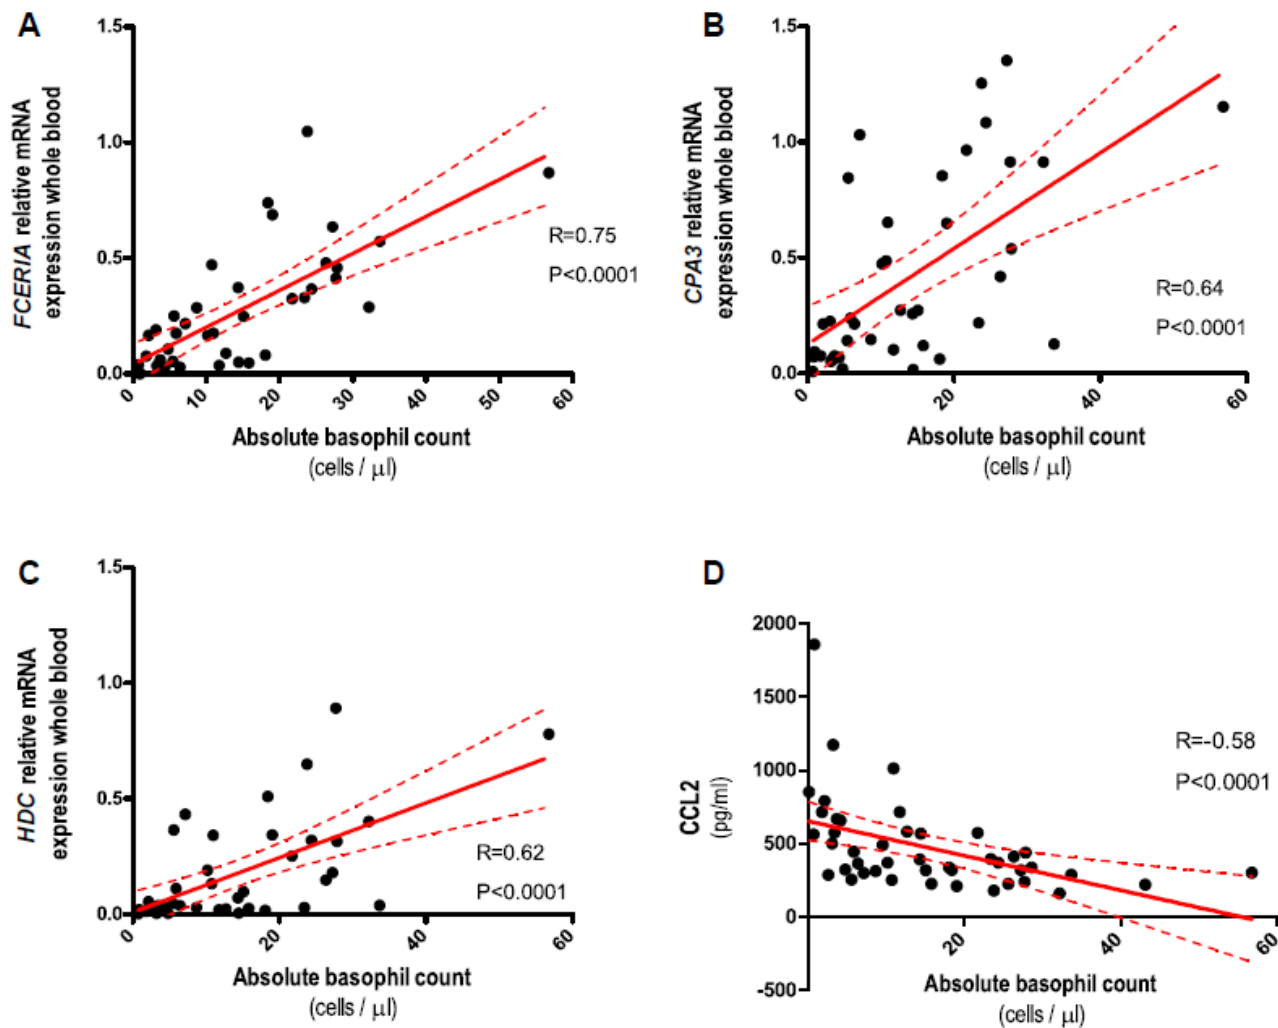 A
1.5
1.0
0.5
0.0
FCERIA relative mRNA
expression whole blood
R=0.75
P<0.0001
0
10
20
30
40
50
60
Absolute basophil count
(cells / μl)
B
1.5
1.0
0.5
0.0
CPA3 relative mRNA
expression whole blood
R=0.64
P<0.0001
0
20
40
60
Absolute basophil count
(cells / μl)
C
1.5
1.0
0.5
0.0
HDC relative mRNA
expression whole blood
R=0.62
P<0.0001
0
20
40
60
Absolute basophil count
(cells / μl)
D
2000
1500
1000
500
0
-500
CCL2
(pg/ml)
R=-0.58
P<0.0001
20
40
60
Absolute basophil count
(cells / μl)